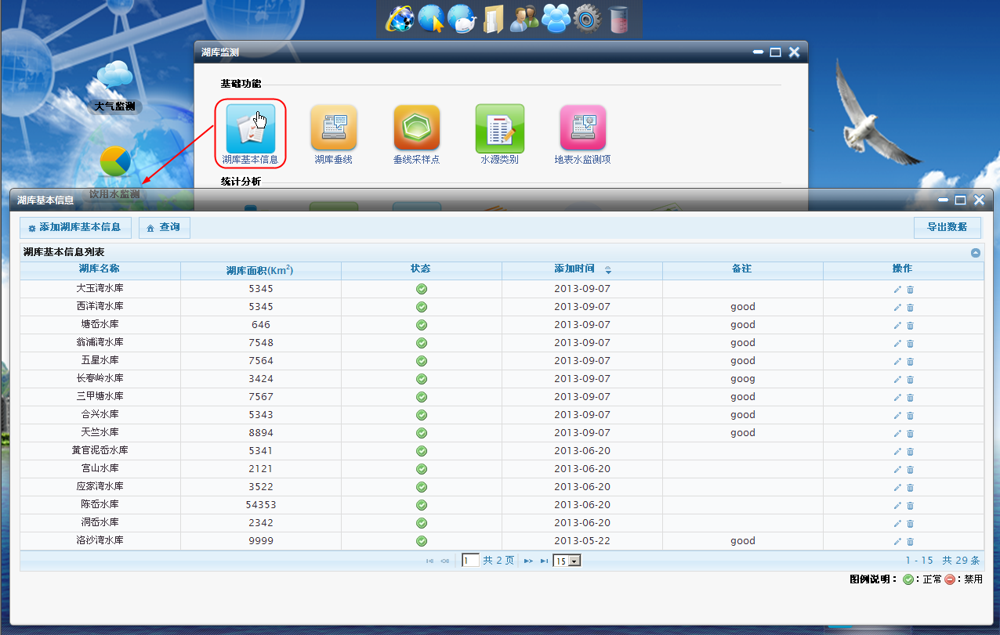 湖库监测
基础功能
大气监测
湖库基本信息 湖库垂线 垂线采样点 水源类别 地表水监测项
统计分析
饮用水监测
湖库基本信息
添加湖库基本信息 查询 导出数据
湖库基本信息列表
湖库名称 湖库面积(Km²) 状态 添加时间 备注 操作
大玉湾水库 5345 2013-09-07
西洋湾水库 5345 2013-09-07 good
塘岙水库 646 2013-09-07 good
翁浦湾水库 7548 2013-09-07 good
五星水库 7564 2013-09-07 good
长春岭水库 3424 2013-09-07 goog
三甲塘水库 7567 2013-09-07 good
合兴水库 5343 2013-09-07 good
天竺水库 8894 2013-09-07 good
黄官泥岙水库 5341 2013-06-20
宫山水库 2121 2013-06-20
应家湾水库 3522 2013-06-20
陈岙水库 54353 2013-06-20
洞岙水库 2342 2013-06-20
洛沙湾水库 9999 2013-05-22 good
1 共 2 页 15 1 - 15 共 29 条
图例说明：：正常：禁用